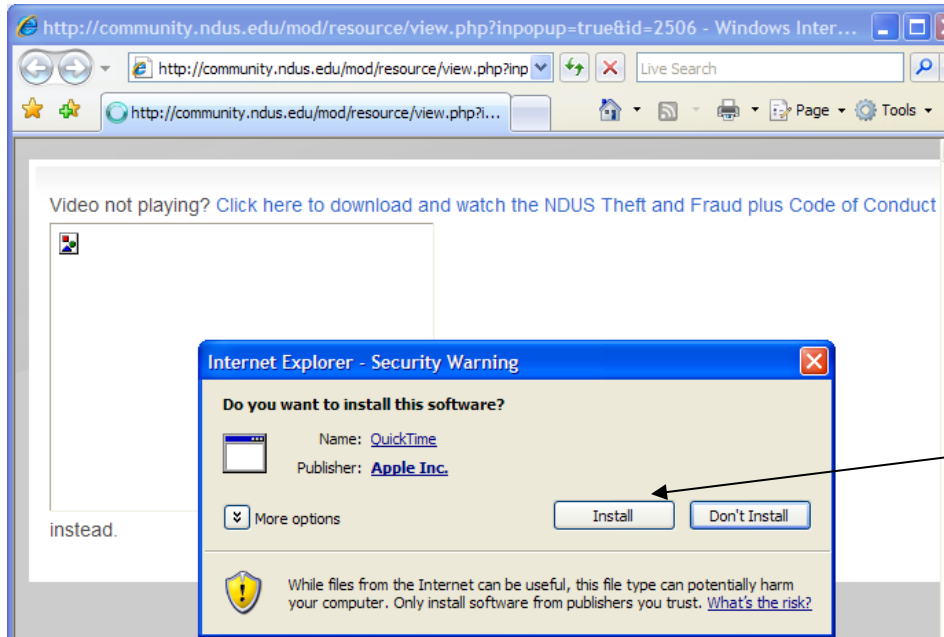 http://community.ndus.edu/mod/resource/view.php?inpopup=true&id=2506 - Windows Inter...
http://community.ndus.edu/mod/resource/view.php?inp
Live Search
http://community.ndus.edu/mod/resource/view.php?i...
Page
Tools
Video not playing? Click here to download and watch the NDUS Theft and Fraud plus Code of Conduct
instead.
Internet Explorer - Security Warning
Do you want to install this software?
Name: QuickTime
Publisher: Apple Inc.
More options
Install
Don't Install
While files from the Internet can be useful, this file type can potentially harm
your computer. Only install software from publishers you trust. What's the risk?